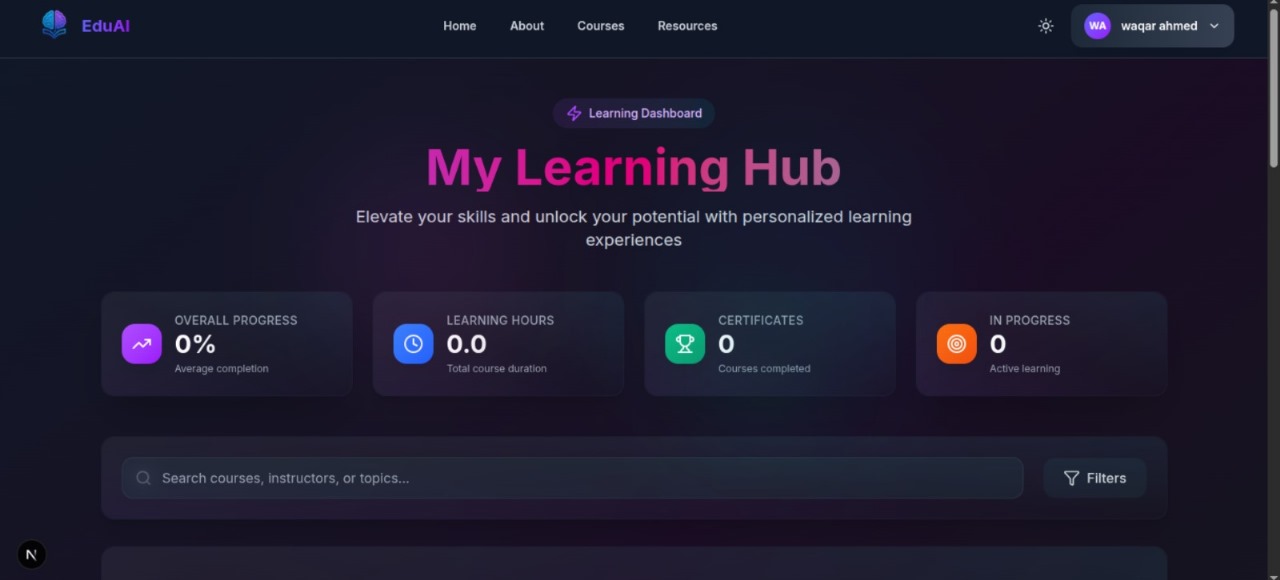 EduAI
Home
About
Courses
Resources
WA
waqar ahmed
Learning Dashboard
My Learning Hub
Elevate your skills and unlock your potential with personalized learning
experiences
OVERALL PROGRESS
0%
Average completion
LEARNING HOURS
0.0
Total course duration
CERTIFICATES
0
Courses completed
IN PROGRESS
0
Active learning
Search courses, instructors, or topics...
Filters
N